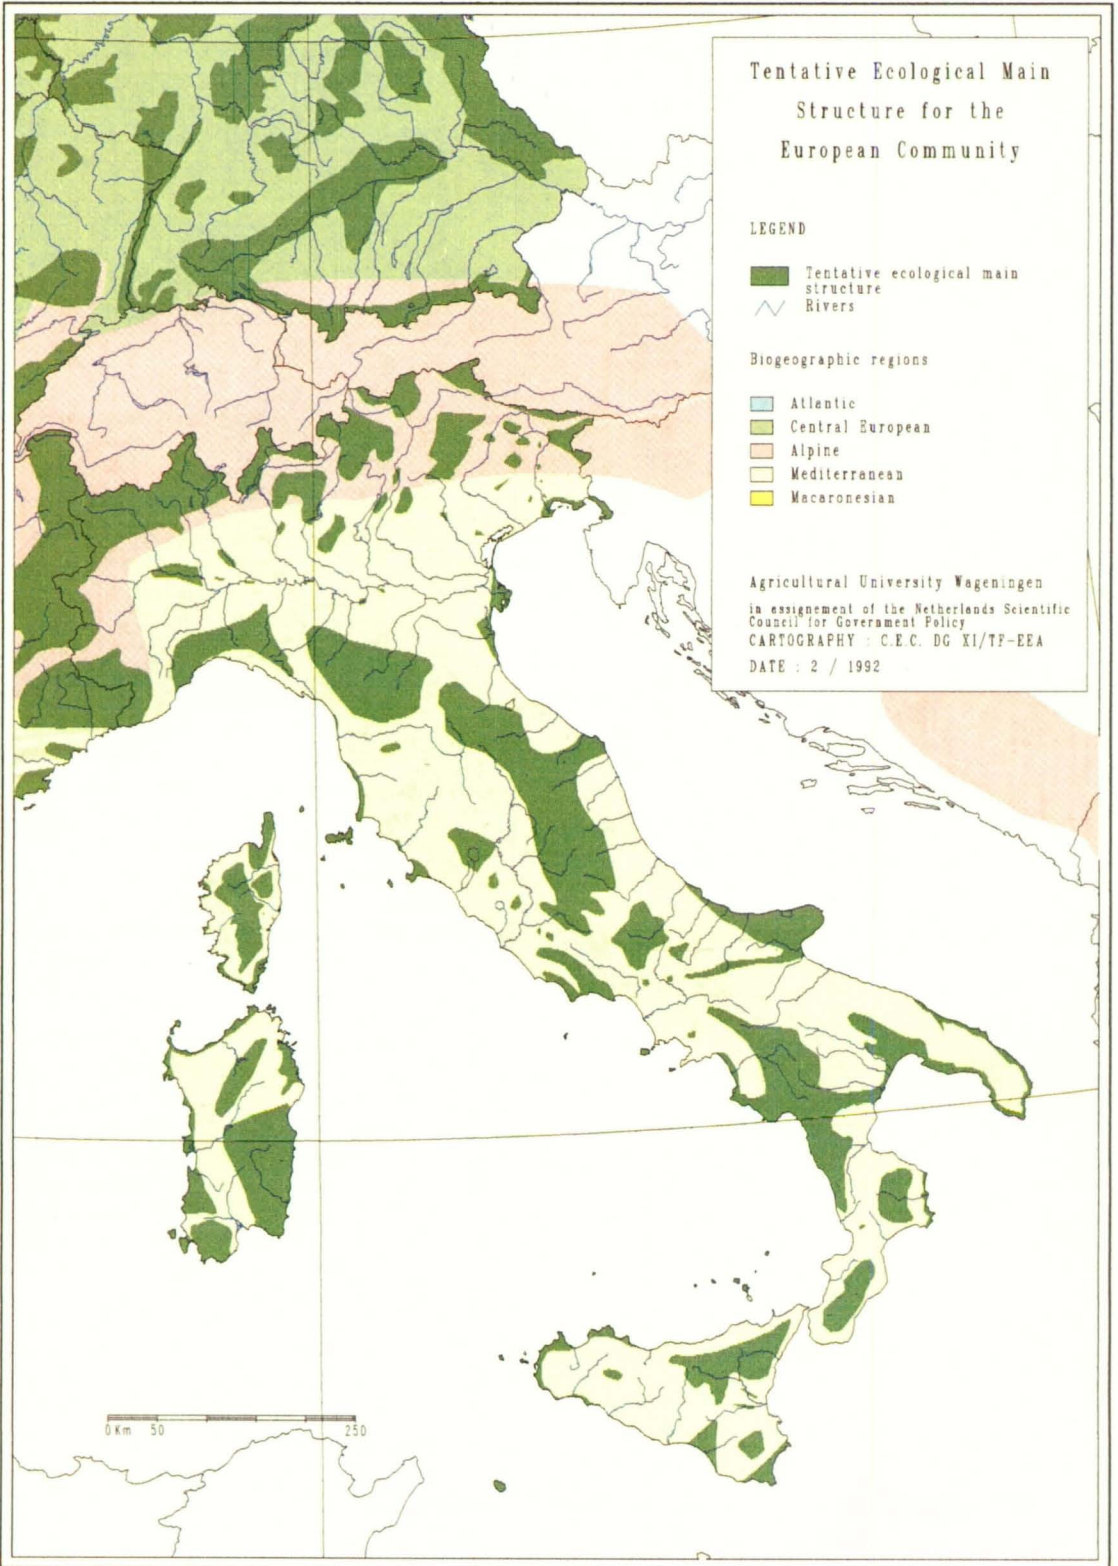 Tentative Ecological Main
Structure for the
European Community
LEGEND
Tentative ecological main
structure
Rivers
Biogeographic regions
Atlantic
Central European
Alpine
Mediterranean
Macaronesian
Agricultural University Wageningen
in assignement of the Netherlands Scientific
Council for Government Policy
CARTOGRAPHY : C.E.C. DG XI/TF-EEA
DATE : 2 / 1992
0 Km 50 250